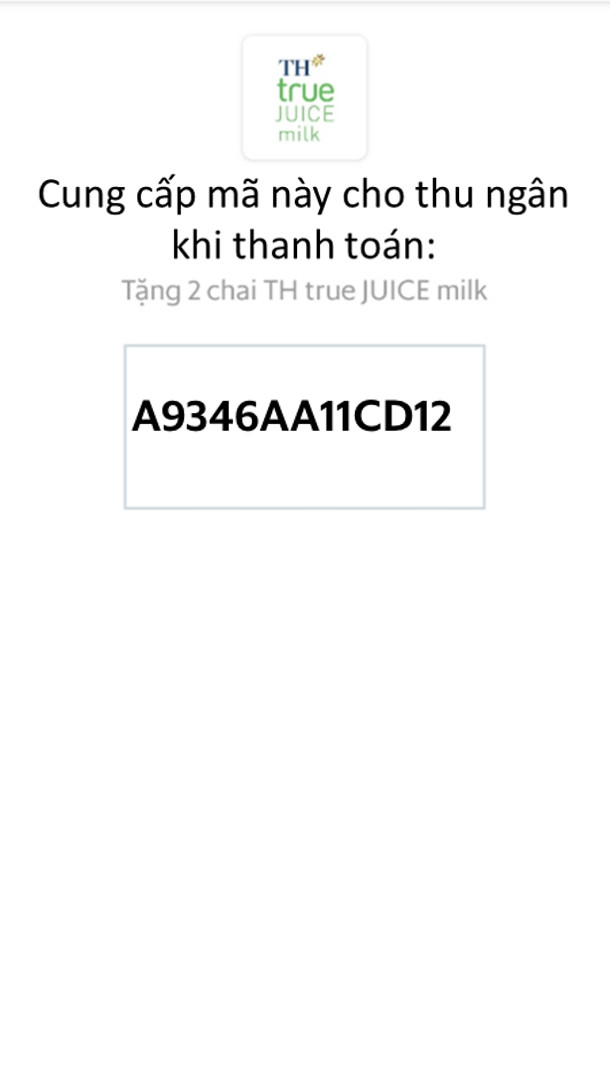 TH
true
JUICE
milk
Cung cấp mã này cho thu ngân
khi thanh toán:
Tặng 2 chai TH true JUICE milk
A9346AA11CD12